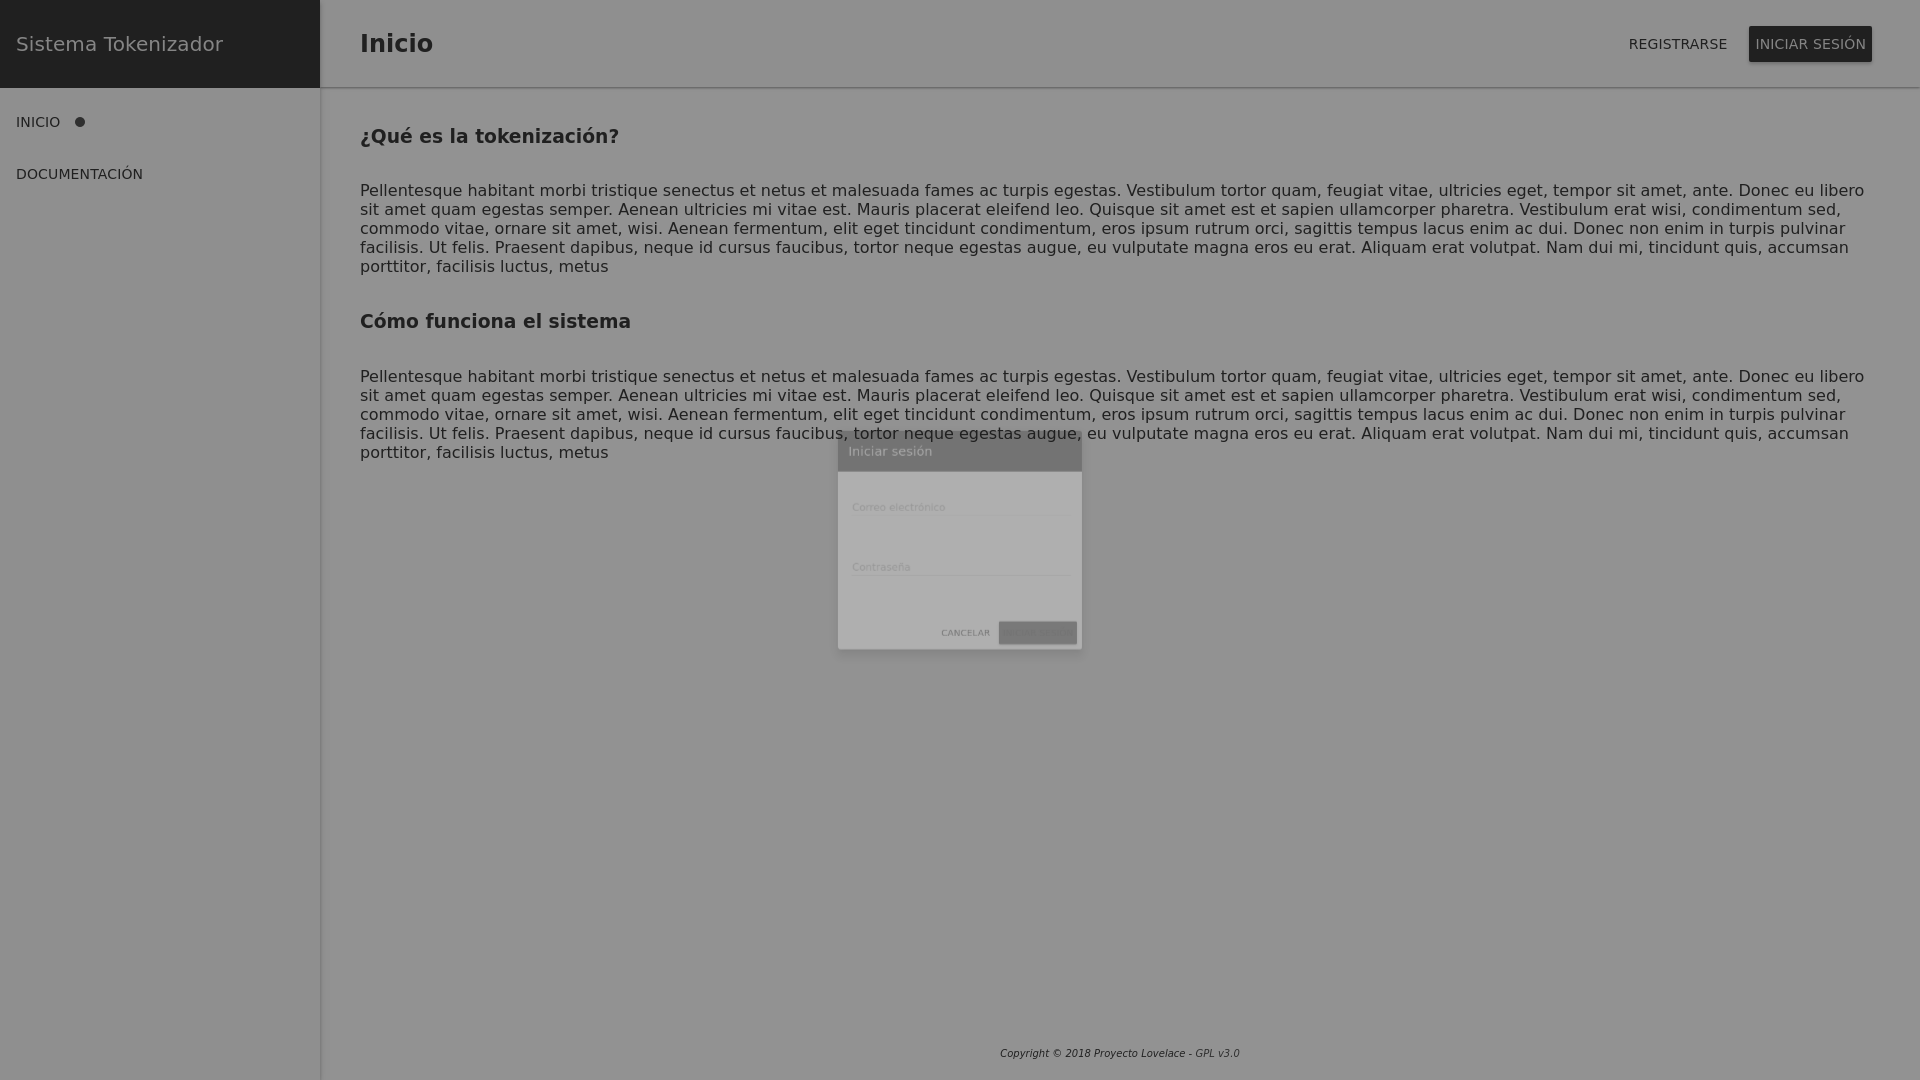 Sistema Tokenizador
Inicio
REGISTRARSE
INICIAR SESIÓN
INICIO
DOCUMENTACIÓN
¿Qué es la tokenización?
Pellentesque habitant morbi tristique senectus et netus et malesuada fames ac turpis egestas. Vestibulum tortor quam, feugiat vitae, ultricies eget, tempor sit amet, ante. Donec eu libero
sit amet quam egestas semper. Aenean ultricies mi vitae est. Mauris placerat eleifend leo. Quisque sit amet est et sapien ullamcorper pharetra. Vestibulum erat wisi, condimentum sed,
commodo vitae, ornare sit amet, wisi. Aenean fermentum, elit eget tincidunt condimentum, eros ipsum rutrum orci, sagittis tempus lacus enim ac dui. Donec non enim in turpis pulvinar
facilisis. Ut felis. Praesent dapibus, neque id cursus faucibus, tortor neque egestas augue, eu vulputate magna eros eu erat. Aliquam erat volutpat. Nam dui mi, tincidunt quis, accumsan
porttitor, facilisis luctus, metus
Cómo funciona el sistema
Pellentesque habitant morbi tristique senectus et netus et malesuada fames ac turpis egestas. Vestibulum tortor quam, feugiat vitae, ultricies eget, tempor sit amet, ante. Donec eu libero
sit amet quam egestas semper. Aenean ultricies mi vitae est. Mauris placerat eleifend leo. Quisque sit amet est et sapien ullamcorper pharetra. Vestibulum erat wisi, condimentum sed,
commodo vitae, ornare sit amet, wisi. Aenean fermentum, elit eget tincidunt condimentum, eros ipsum rutrum orci, sagittis tempus lacus enim ac dui. Donec non enim in turpis pulvinar
facilisis. Ut felis. Praesent dapibus, neque id cursus faucibus, tortor neque egestas augue, eu vulputate magna eros eu erat. Aliquam erat volutpat. Nam dui mi, tincidunt quis, accumsan
porttitor, facilisis luctus, metus
Iniciar sesión
Correo electrónico
Contraseña
CANCELAR
Copyright © 2018 Proyecto Lovelace - GPL v3.0